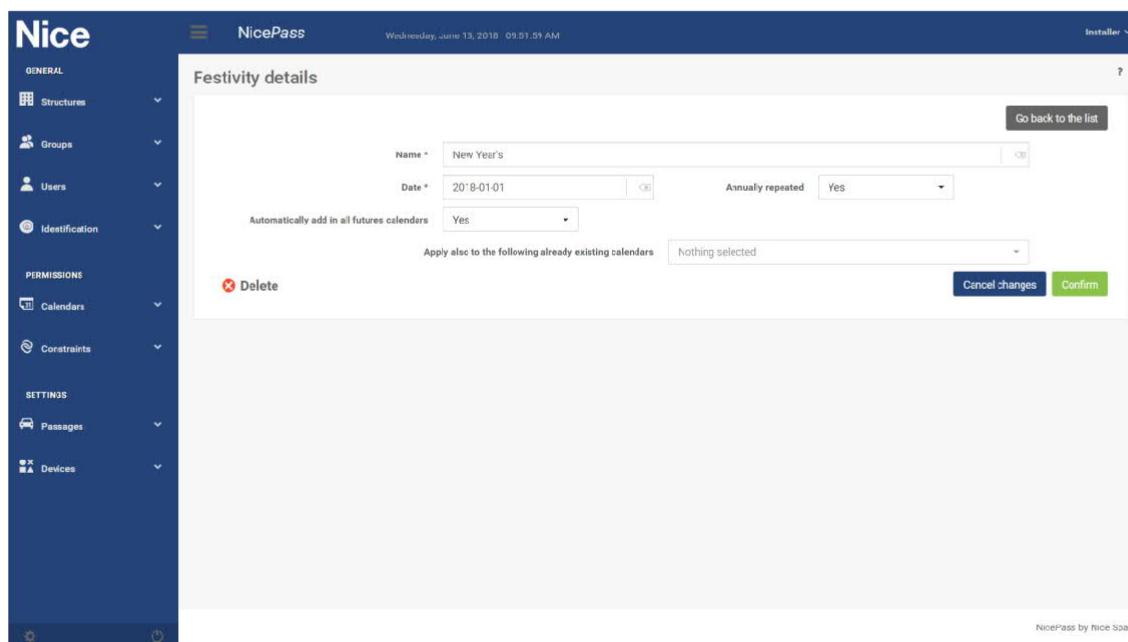 Nice
NicePass
Wednesday, June 13, 2018 09:51:59 AM
Installer
GENERAL
Structures
Groups
Users
Identification
PERMISSIONS
Calendars
Constraints
SETTINGS
Passages
Devices
Festivity details
?
Go back to the list
Name *
New Year's
Date *
2018-01-01
Annually repeated
Yes
Automatically add in all futures calendars
Yes
Apply also to the following already existing calendars
Nothing selected
Delete
Cancel changes
Confirm
NicePass by Nice Spa